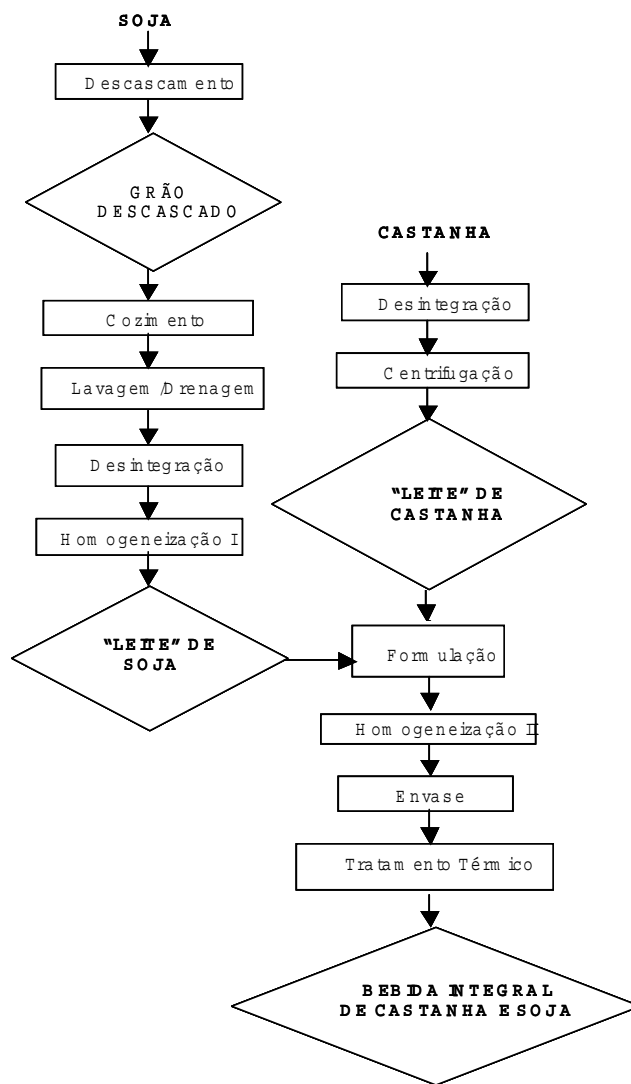 SOJA
Descascamento
GRÃO
DESCASCADO
Cozimento
Lavagem /Drenagem
Desintegração
Homogeneização I
“LEITE” DE
SOJA
CASTANHA
Desintegração
Centrifugação
“LEITE” DE
CASTANHA
Formulação
Homogeneização II
Envase
Tratamento Térmico
BEBIDA INTEGRAL
DE CASTANHA E SOJA